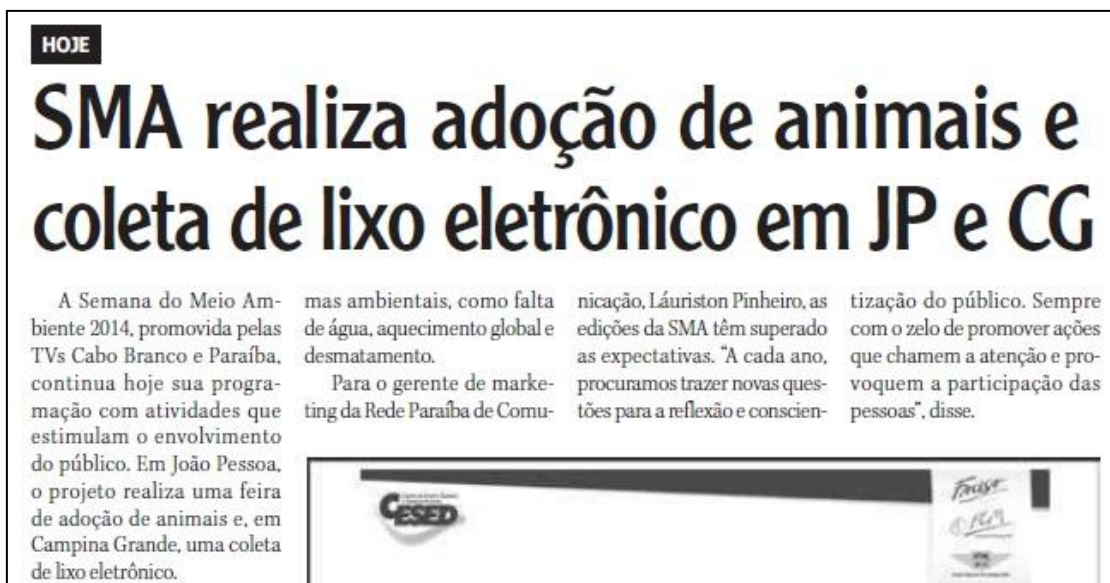 HOJE
SMA realiza adoção de animais e
coleta de lixo eletrônico em JP e CG
A Semana do Meio Am-
biente 2014, promovida pelas
TVs Cabo Branco e Paraíba,
continua hoje sua progra-
mação com atividades que
estimulam o envolvimento
do público. Em João Pessoa,
o projeto realiza uma feira
de adoção de animais e, em
Campina Grande, uma coleta
de lixo eletrônico.
mas ambientais, como falta
de água, aquecimento global e
desmatamento.
Para o gerente de marke-
ting da Rede Paraíba de Comu-
nicação, Láuriston Pinheiro, as
edições da SMA têm superado
as expectativas. "A cada ano,
procuramos trazer novas ques-
tões para a reflexão e conscien-
tização do público. Sempre
com o zelo de promover ações
que chamem a atenção e pro-
voquem a participação das
pessoas", disse.
CESED